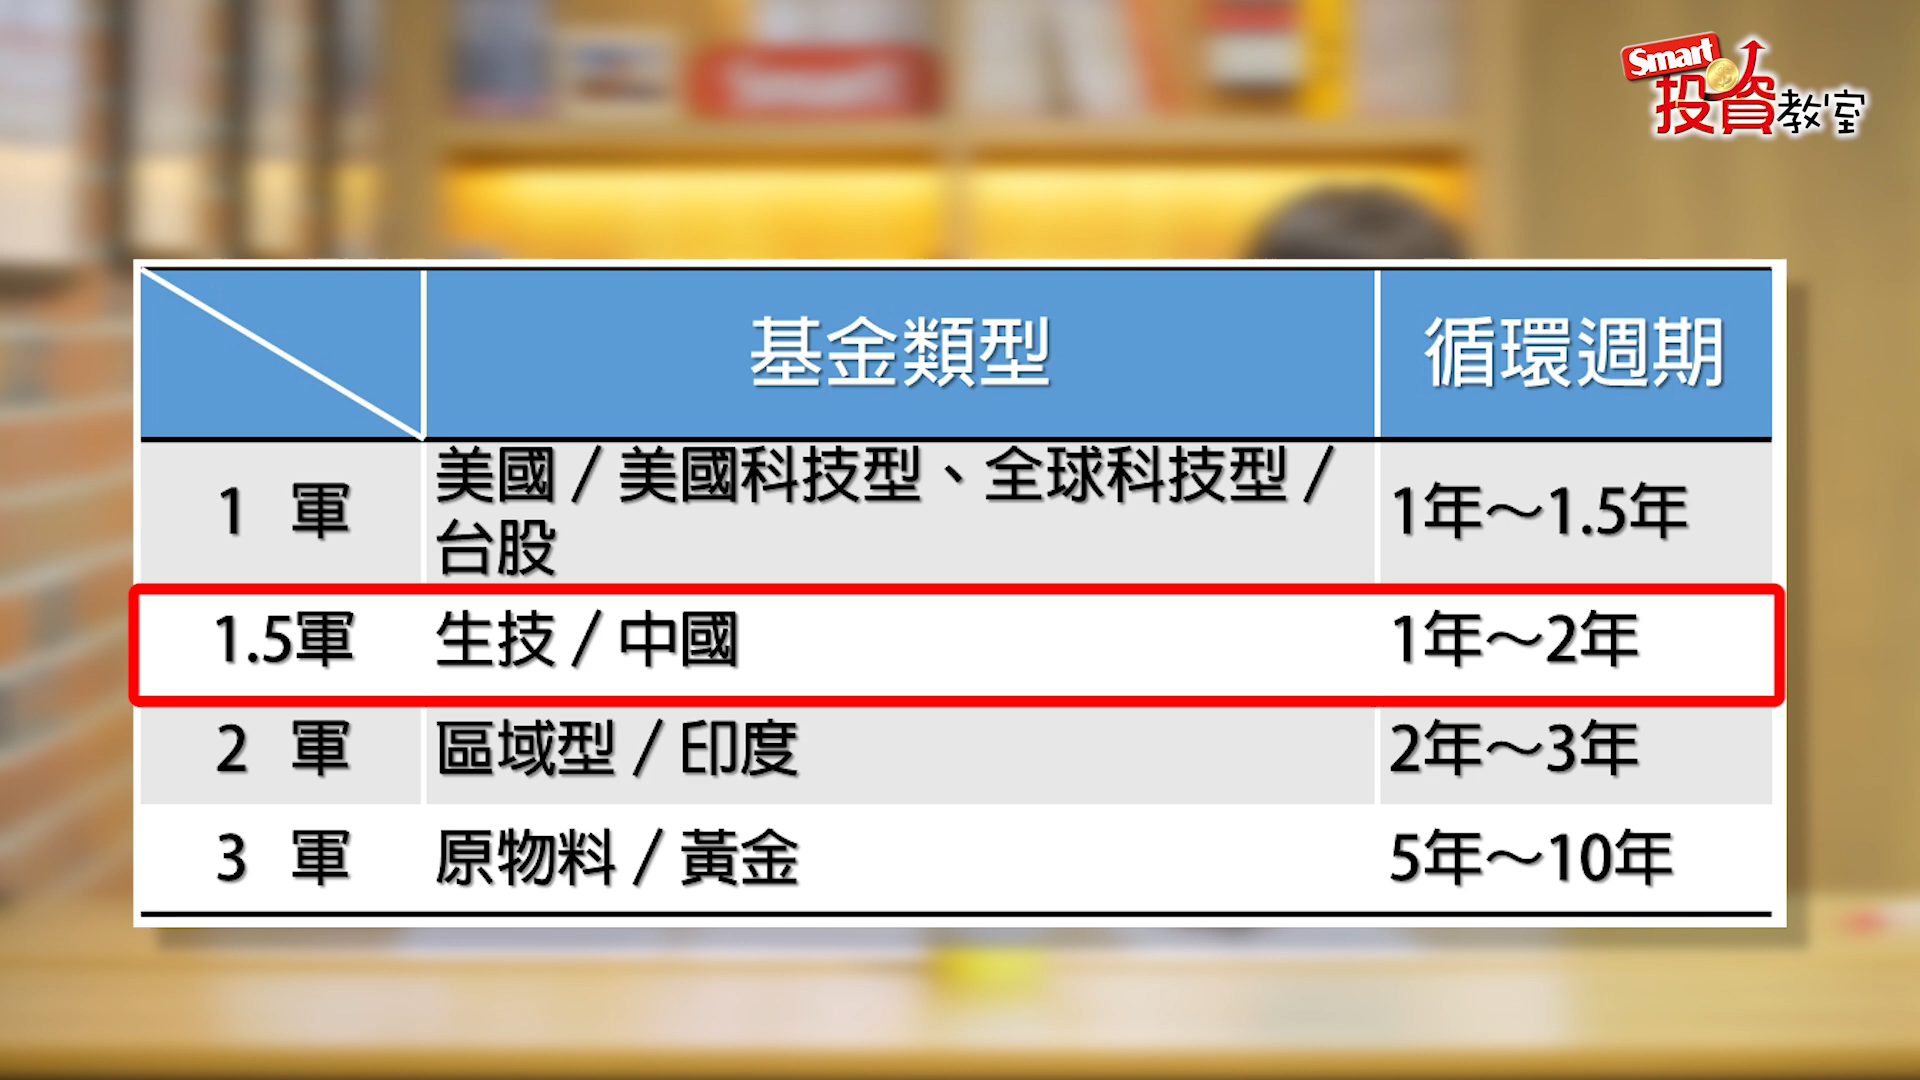 Smart
投資教室
基金類型 循環週期
1 軍 美國/美國科技型、全球科技型/ 1年～1.5年
台股
1.5軍 生技/中國 1年～2年
2 軍 區域型/印度 2年～3年
3 軍 原物料/黃金 5年～10年